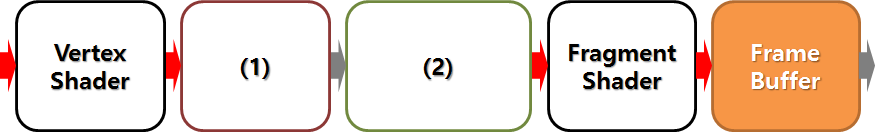 Vertex
Shader
(1)
(2)
Fragment
Shader
Frame
Buffer